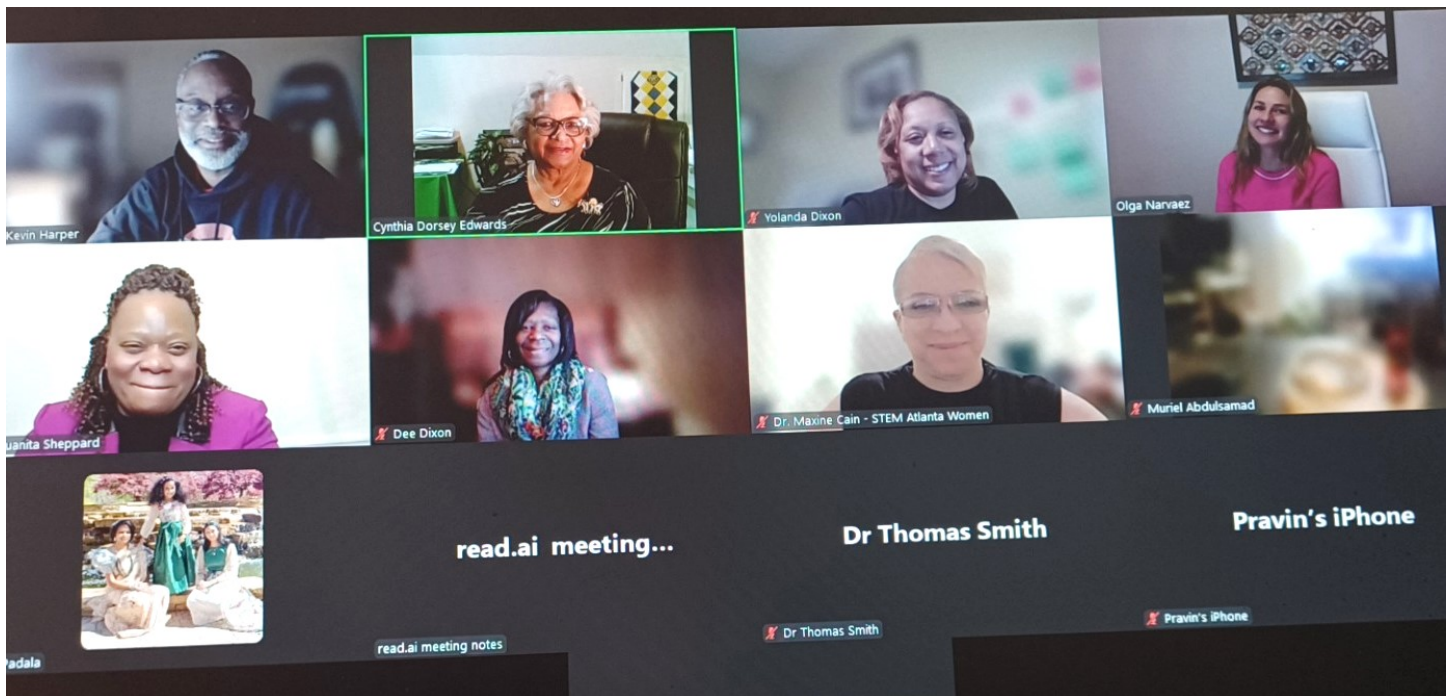 Kevin Harper
Cynthia Dorsey Edwards
Yolanda Dixon
Olga Narvaez
uanita Sheppard
Dee Dixon
Dr. Maxine Cain - STEM Atlanta Women
Muriel Abdulsamad
read.ai meeting...
Dr Thomas Smith
Pravin's iPhone
adala
read.ai meeting notes
Dr Thomas Smith
Pravin's iPhone